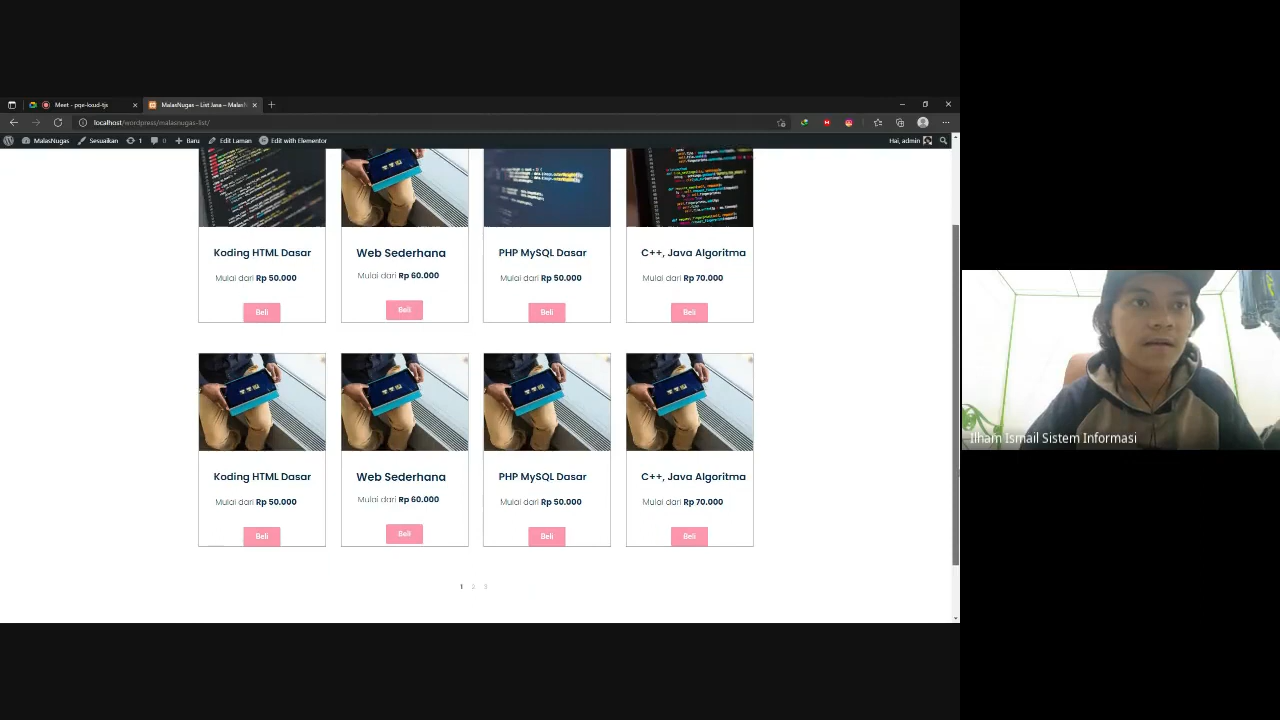 Meet - pqe-loud-tjs
MalasNugas – List Jasa – MalasN
localhost/wordpress/malasnugas-list/
MalasNugas Sesuaikan 1 0 Baru Edit Laman Edit with Elementor Hai, admin
Koding HTML Dasar Web Sederhana PHP MySQL Dasar C++, Java Algoritma
Mulai dari Rp 50.000 Mulai dari Rp 60.000 Mulai dari Rp 50.000 Mulai dari Rp 70.000
Beli Beli Beli Beli
Koding HTML Dasar Web Sederhana PHP MySQL Dasar C++, Java Algoritma
Mulai dari Rp 50.000 Mulai dari Rp 60.000 Mulai dari Rp 50.000 Mulai dari Rp 70.000
Beli Beli Beli Beli
1 2 3
Ilham Ismail Sistem Informasi